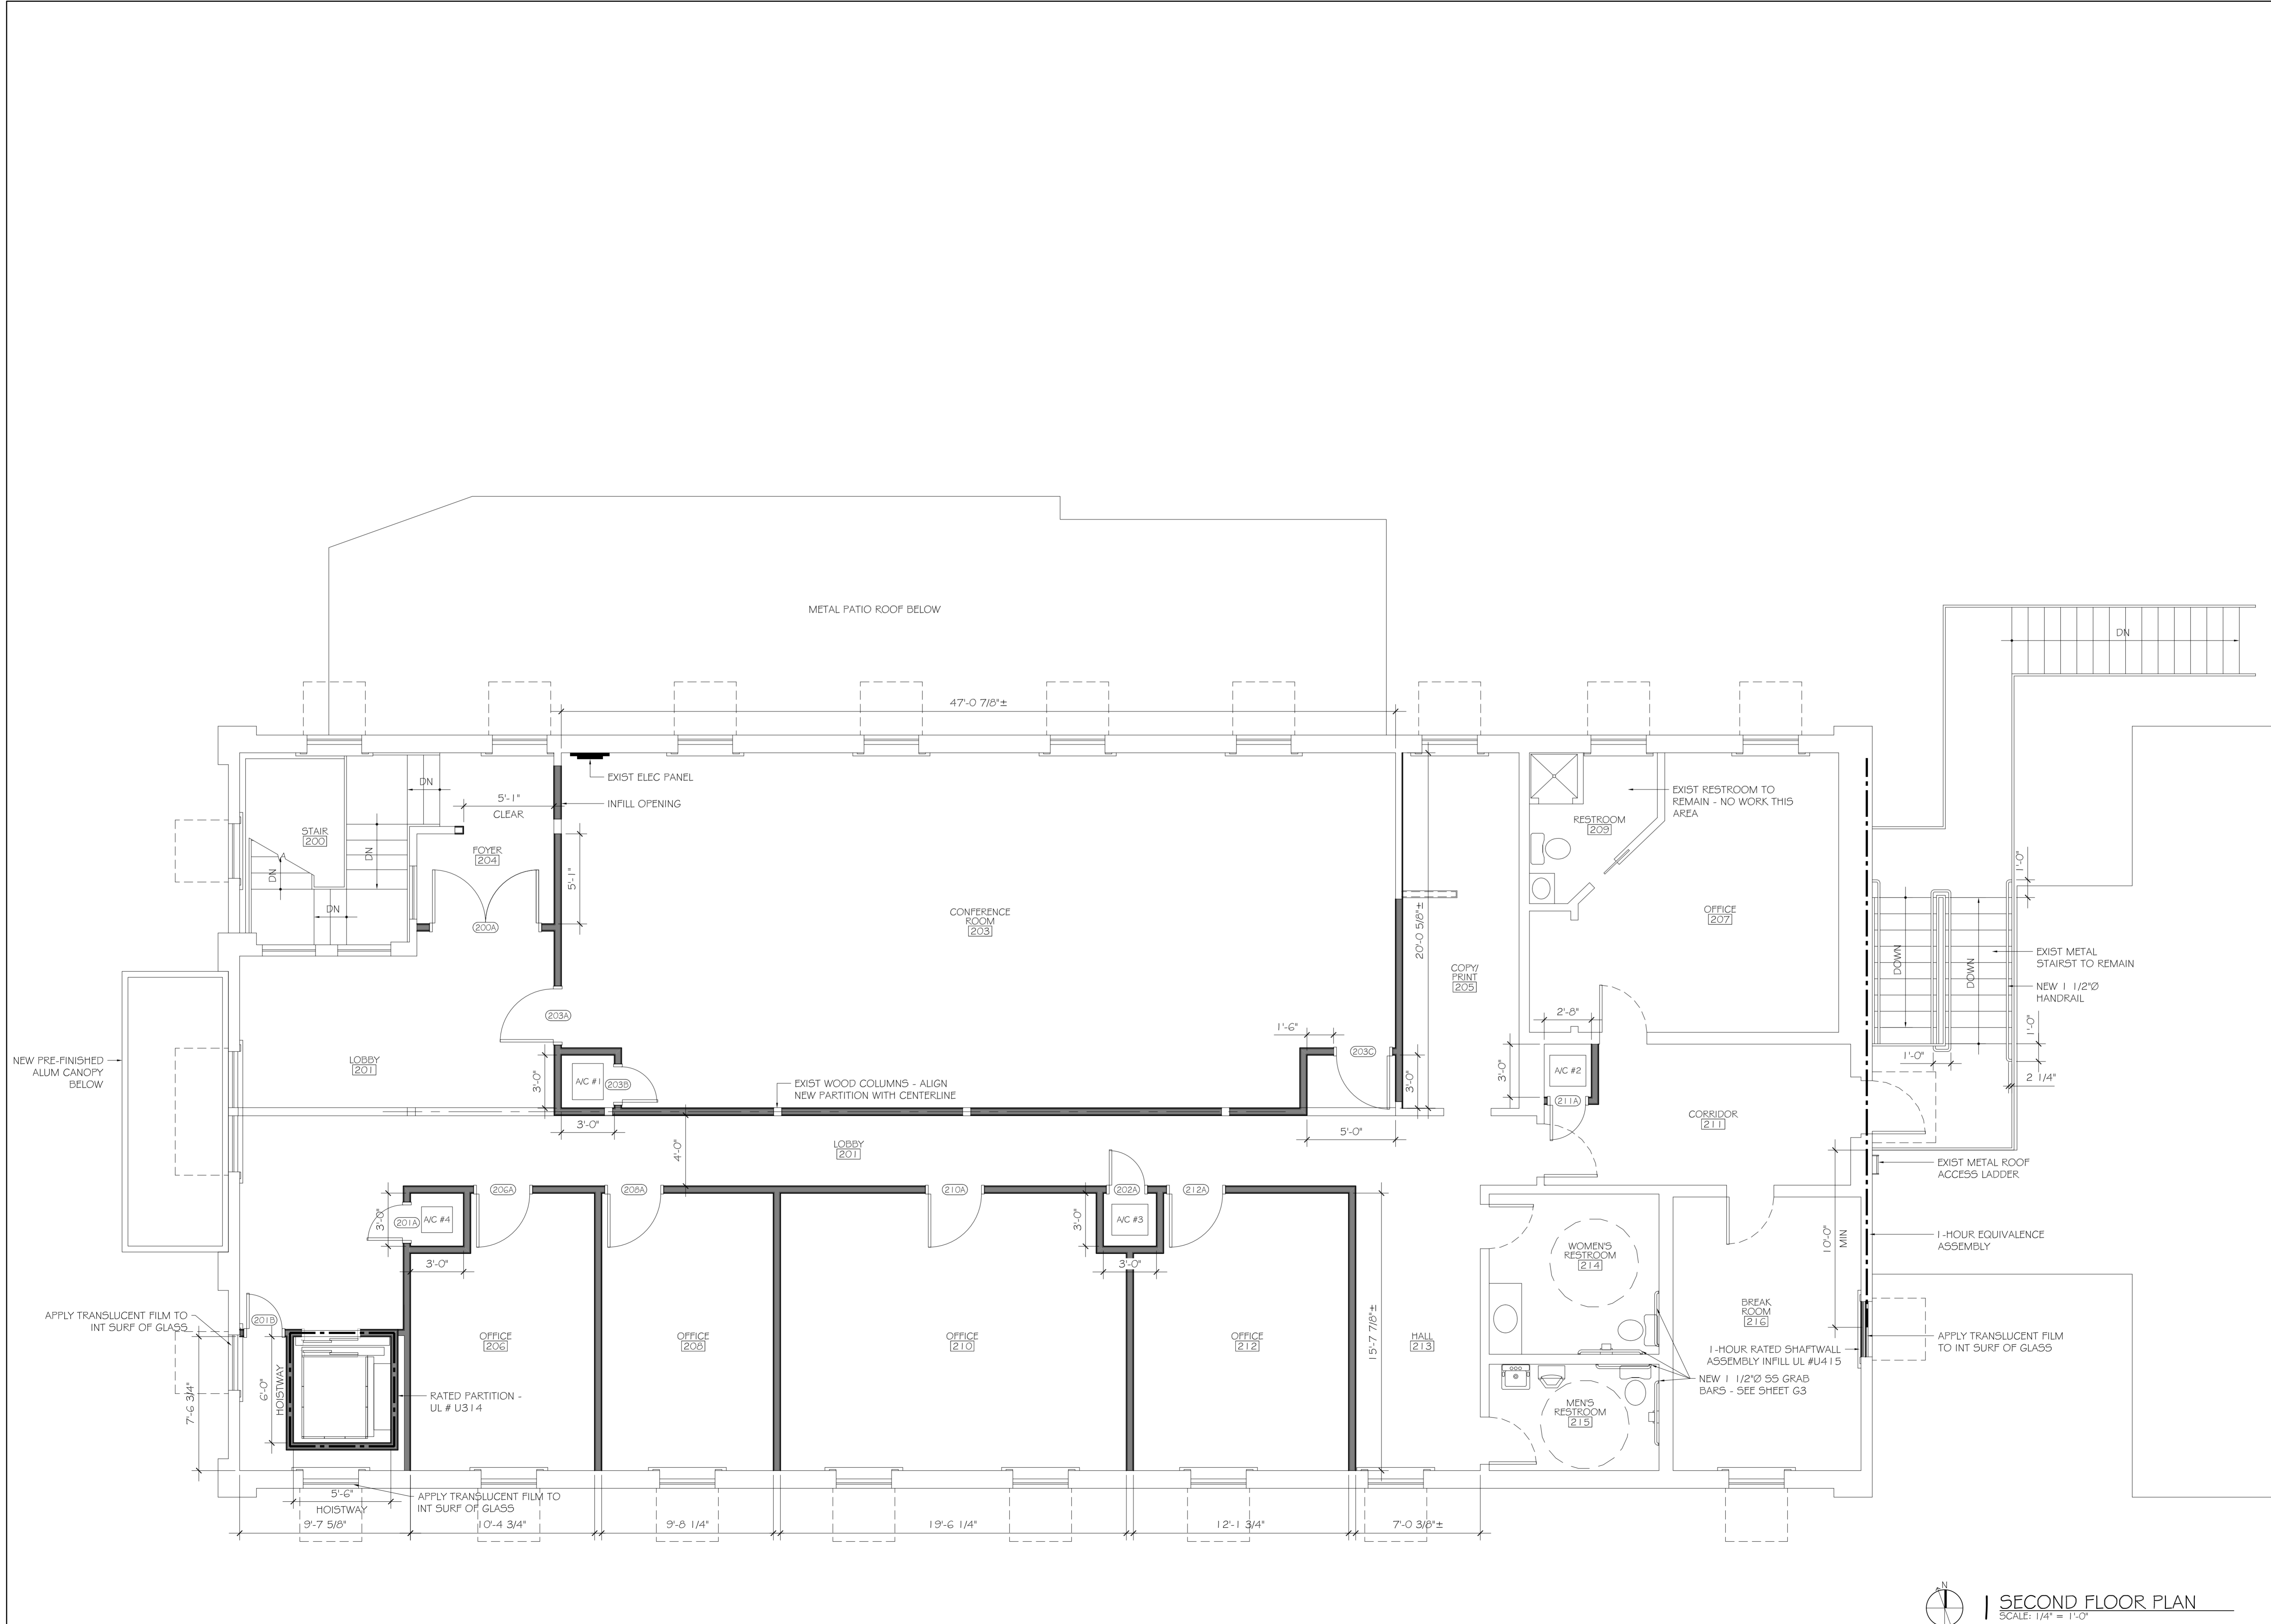 METAL PATIO ROOF BELOW
DN
47'-0 7/8"±
EXIST ELEC PANEL
INFILL OPENING
DN
5'-1"
CLEAR
STAIR
200
FOYER
204
DN
DN
DN
5'-1"
200A
EXIST RESTROOM TO
REMAIN - NO WORK THIS
AREA
RESTROOM
209
CONFERENCE
ROOM
203
OFFICE
207
20'-0 5/8"±
COPY/
PRINT
205
1'-0"
DOWN
DOWN
EXIST METAL
STAIRST TO REMAIN
NEW 1 1/2"Ø
HANDRAIL
1'-0"
1'-0"
2 1/4"
203A
2'-8"
1'-6"
203C
NEW PRE-FINISHED
ALUM CANOPY
BELOW
LOBBY
201
3'-0"
A/C #1
203B
EXIST WOOD COLUMNS - ALIGN
NEW PARTITION WITH CENTERLINE
3'-0"
3'-0"
A/C #2
211A
CORRIDOR
211
3'-0"
4'-0"
LOBBY
201
5'-0"
EXIST METAL ROOF
ACCESS LADDER
206A
208A
210A
202A
212A
3'-0"
201A
A/C #4
3'-0"
3'-0"
A/C #3
3'-0"
10'-0"
MIN
1-HOUR EQUIVALENCE
ASSEMBLY
WOMEN'S
RESTROOM
214
BREAK
ROOM
216
APPLY TRANSLUCENT FILM TO
INT SURF OF GLASS
201B
OFFICE
206
OFFICE
208
OFFICE
210
OFFICE
212
15'-7 7/8"±
HALL
213
APPLY TRANSLUCENT FILM
TO INT SURF OF GLASS
1-HOUR RATED SHAFTWALL
ASSEMBLY INFILL UL #U415
NEW 1 1/2"Ø SS GRAB
BARS - SEE SHEET G3
7'-6 3/4"
6'-0"
HOISTWAY
RATED PARTITION -
UL # U314
MEN'S
RESTROOM
215
5'-6"
HOISTWAY
APPLY TRANSLUCENT FILM TO
INT SURF OF GLASS
9'-7 5/8"
10'-4 3/4"
9'-8 1/4"
19'-6 1/4"
12'-1 3/4"
7'-0 3/8"±
N
1
SECOND FLOOR PLAN
SCALE: 1/4" = 1'-0"